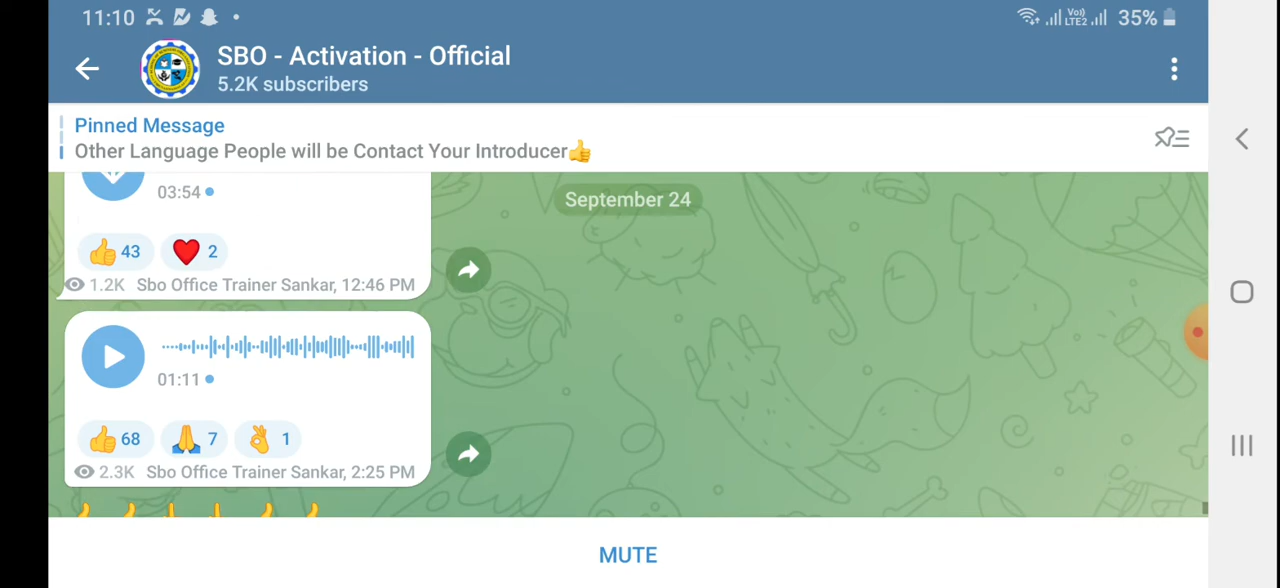 11:10
Vo)
LTE2
35%
SBO - Activation - Official
5.2K subscribers
Pinned Message
Other Language People will be Contact Your Introducer👍
September 24
03:54
👍 43 ❤️ 2
1.2K Sbo Office Trainer Sankar, 12:46 PM
01:11
👍 68 🙏 7 👌 1
2.3K Sbo Office Trainer Sankar, 2:25 PM
MUTE